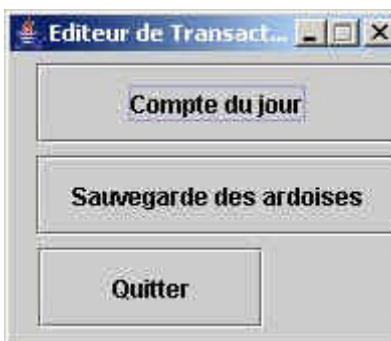 Editeur de Transact...
Compte du jour
Sauvegarde des ardoises
Quitter